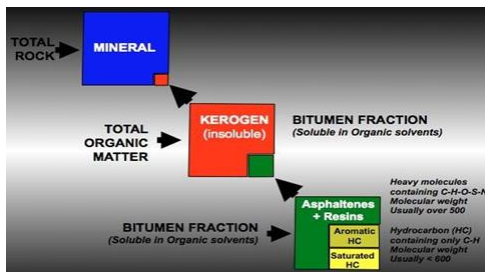 TOTAL
ROCK
MINERAL
TOTAL
ORGANIC
MATTER
KEROGEN
(insoluble)
BITUMEN FRACTION
(Soluble in Organic solvents)
BITUMEN FRACTION
(Soluble in Organic solvents)
Asphaltenes
+ Resins
Aromatic
HC
Saturated
HC
Heavy molecules
containing C-H-O-S-N
Molecular weight
Usually over 500
Hydrocarbon (HC)
containing only C-H
Molecular weight
Usually < 600